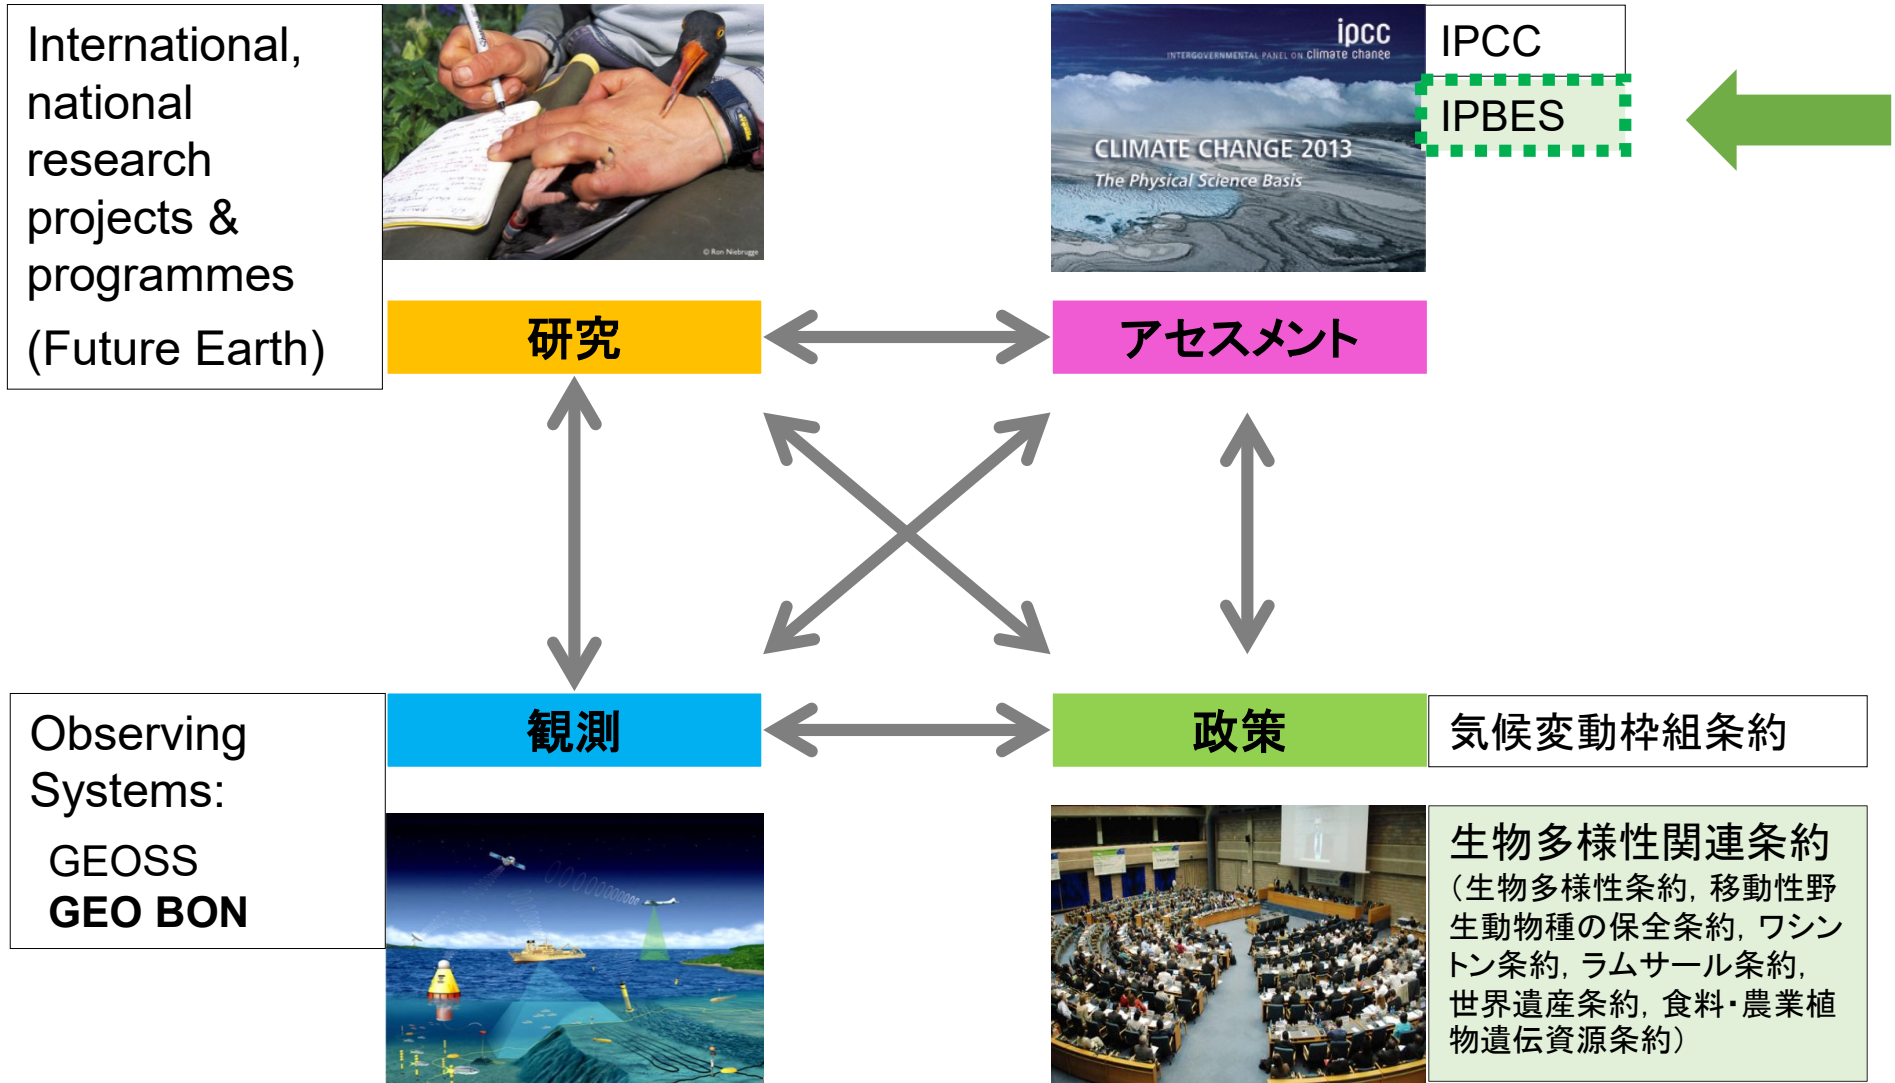 International,
national
research
projects &
programmes
(Future Earth)
© Ron Niebrugge
ipcc
INTERGOVERNMENTAL PANEL ON climate change
CLIMATE CHANGE 2013
The Physical Science Basis
IPCC
IPBES
研究
アセスメント
観測
政策
気候変動枠組条約
Observing
Systems:
GEOSS
GEO BON
生物多様性関連条約
（生物多様性条約，移動性野
生動物種の保全条約，ワシン
トン条約，ラムサール条約，
世界遺産条約，食料・農業植
物遺伝資源条約）